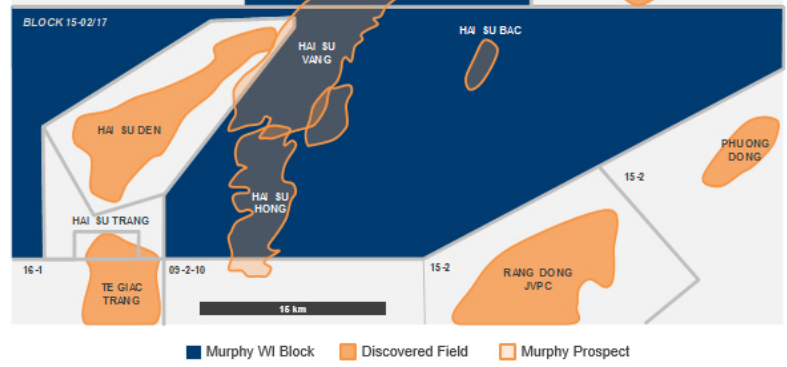 BLOCK 15-02/17
HAI SU BAC
HAI SU
VANG
HAI SU DEN
PHUONG
DONG
15-2
HAI SU
HONG
HAI SU TRANG
16-1
09-2-10
15-2
RANG DONG
JVPC
TE GIAC
TRANG
15 km
Murphy WI Block
Discovered Field
Murphy Prospect